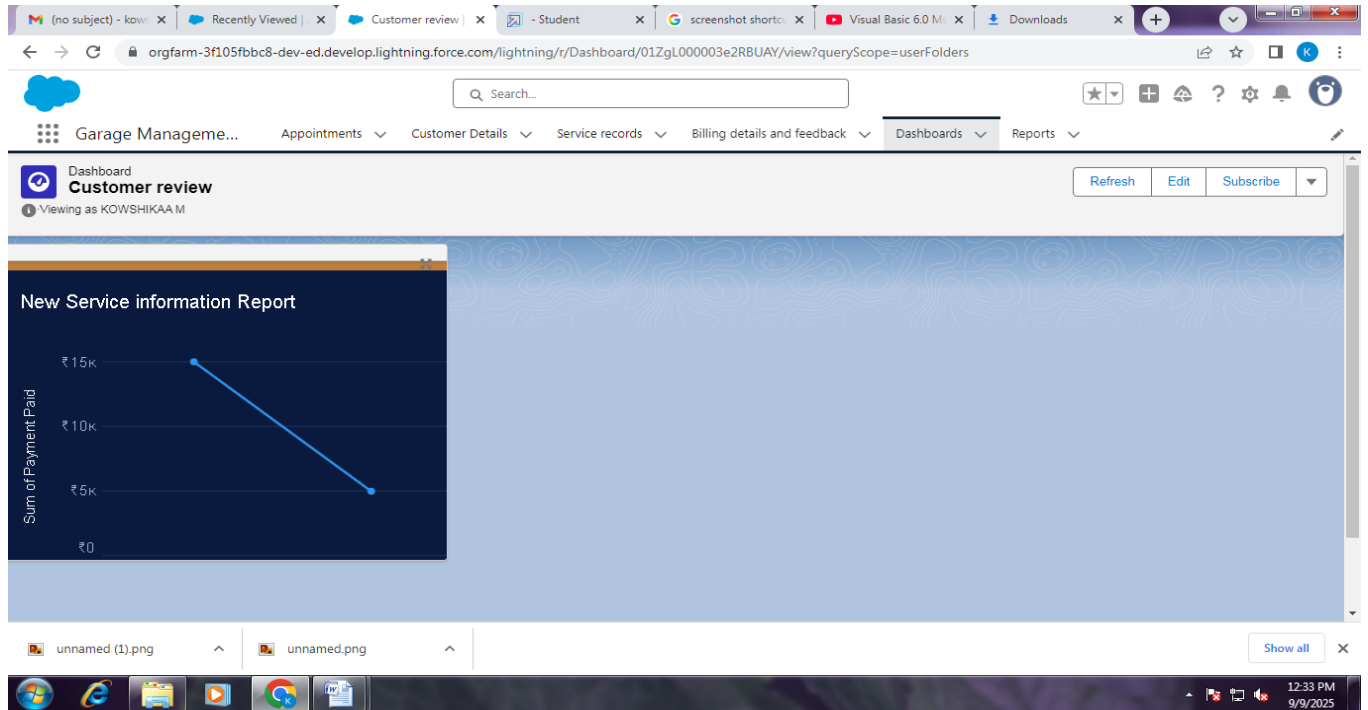 (no subject) - kow
Recently Viewed |
Customer review |
- Student
screenshot shortcu
Visual Basic 6.0 Ms
Downloads
orgfarm-3f105fbbc8-dev-ed.develop.lightning.force.com/lightning/r/Dashboard/01ZgL000003e2RBUAY/view?queryScope=userFolders
K
Search...
Garage Manageme...
Appointments
Customer Details
Service records
Billing details and feedback
Dashboards
Reports
Dashboard
Customer review
Viewing as KOWSHIKAA M
Refresh
Edit
Subscribe
New Service information Report
Sum of Payment Paid
₹15K
₹10K
₹5K
₹0
unnamed (1).png
unnamed.png
Show all
12:33 PM
9/9/2025